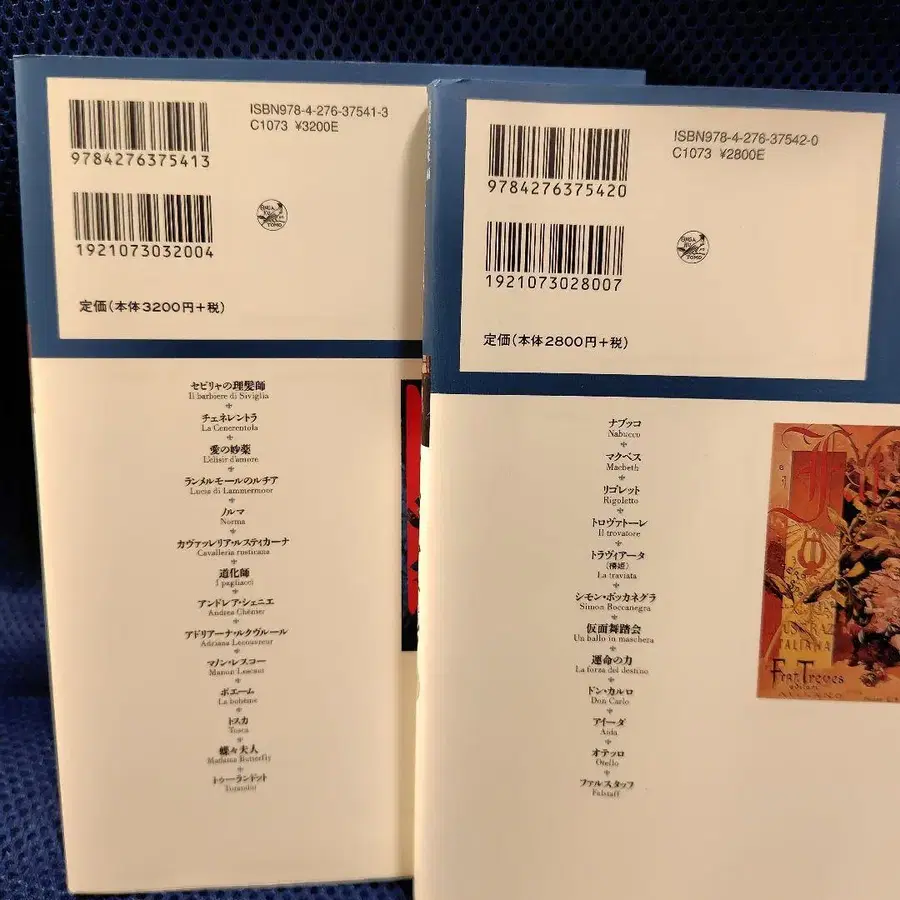 ISBN978-4-276-37541-3
C1073 ¥3200E
9784276375413
1921073032004
定価(本体3200円+税)
セビリャの理髪師
Il barbiere di Siviglia
チェネレントラ
La Cenerentola
愛の妙薬
L'elisir d'amore
ランメルモールのルチア
Lucia di Lammermoor
ノルマ
Norma
カヴァッレリア・ルスティカーナ
Cavalleria rusticana
道化師
I pagliacci
アンドレア・シェニエ
Andrea Chénier
アドリアーナ・ルクヴルール
Adriana Lecouvreur
マノン・レスコー
Manon Lescaut
ボエーム
La bohème
トスカ
Tosca
蝶々夫人
Madama Butterfly
トゥーランドット
Turandot
ISBN978-4-276-37542-0
C1073 ¥2800E
9784276375420
1921073028007
定価(本体2800円+税)
ナブッコ
Nabucco
マクベス
Macbeth
リゴレット
Rigoletto
トロヴァトーレ
Il trovatore
トラヴィアータ
(椿姫)
La traviata
シモン・ボッカネグラ
Simon Boccanegra
仮面舞踏会
Un ballo in maschera
運命の力
La forza del destino
ドン・カルロ
Don Carlo
アイーダ
Aida
オテッロ
Otello
ファルスタッフ
Falstaff
Frat. Treves